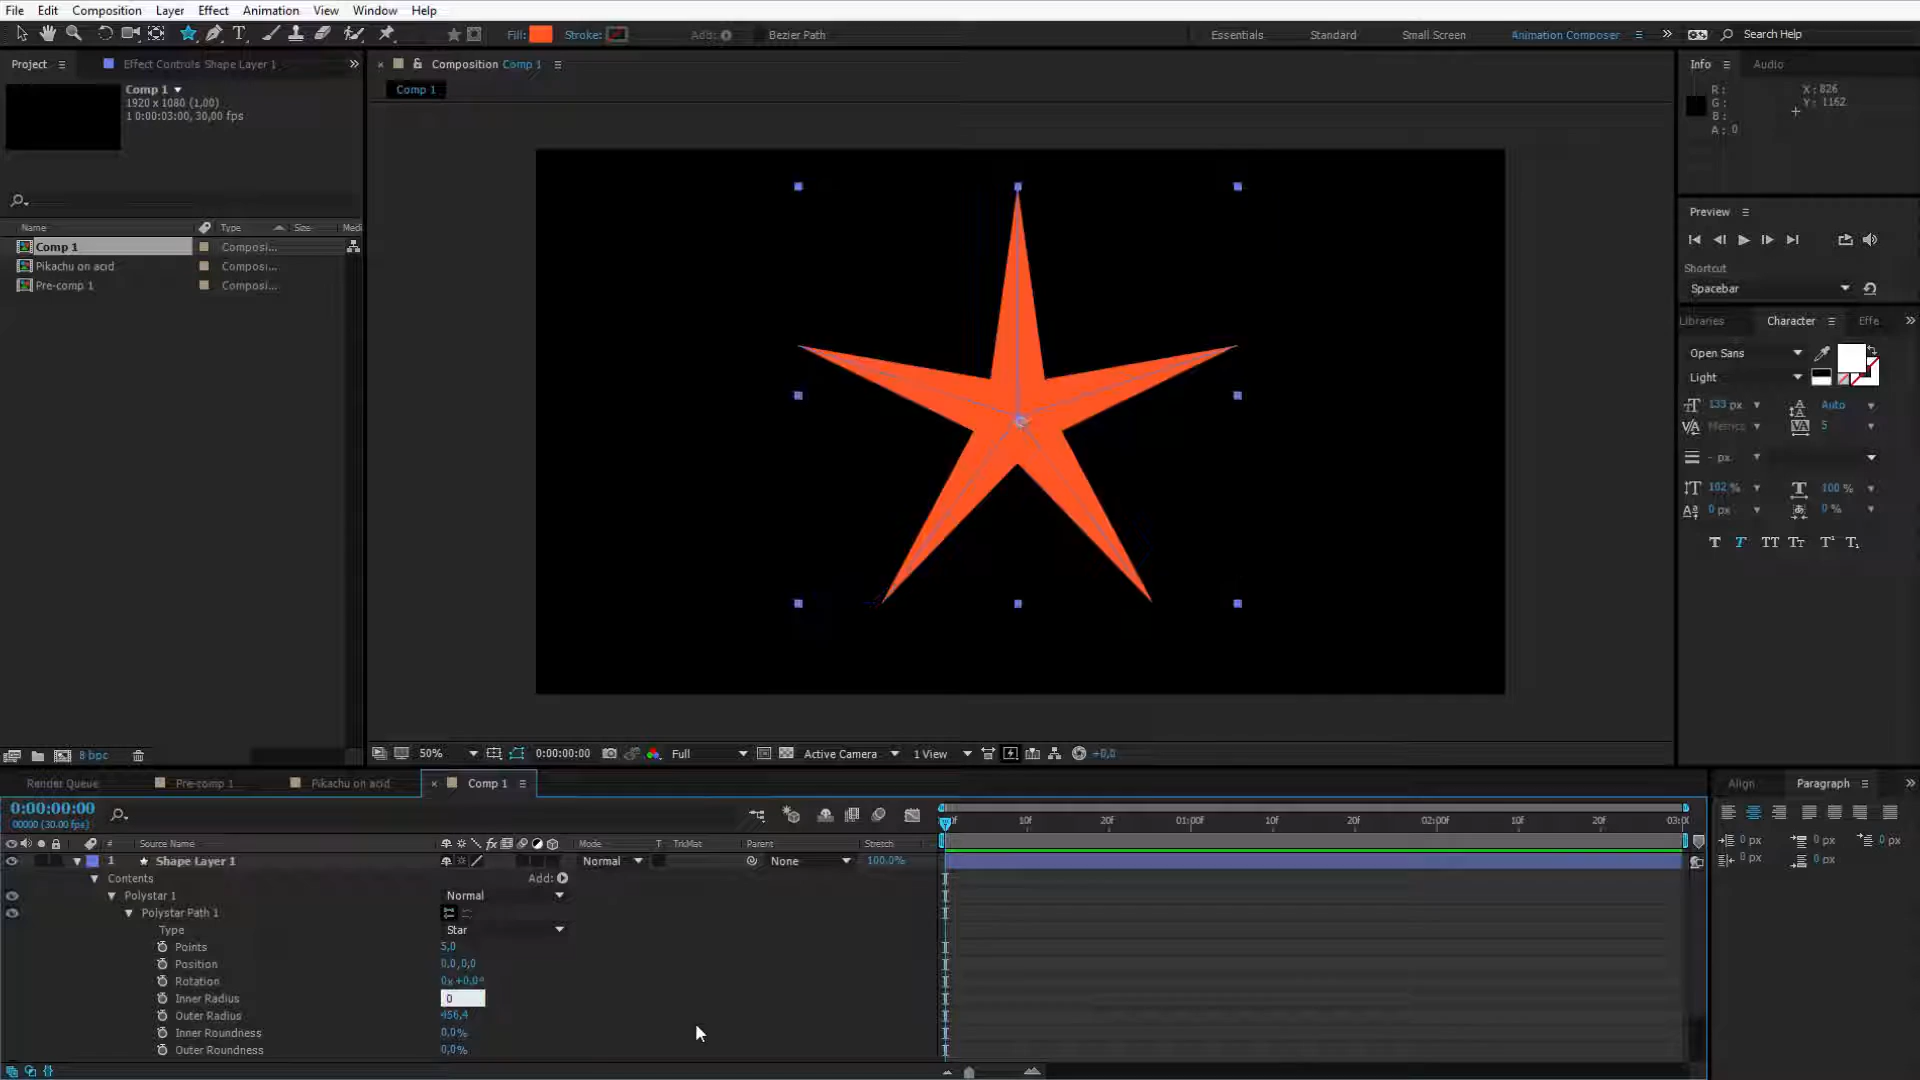 File Edit Composition Layer Effect Animation View Window Help
Fill: Stroke: Add: Bezier Path Essentials Standard Small Screen Animation Composer Search Help
Project Effect Controls Shape Layer 1
Comp 1
1920 x 1080 (1,00)
1 0:00:03:00, 30,00 fps
Name Type Size Medi
Comp 1 Composi...
Pikachu on acid Composi...
Pre-comp 1 Composi...
8 bpc
Composition Comp 1
Comp 1
50% 0:00:00:00 Full Active Camera 1 View +0,0
Info Audio
R: X: 826
G: Y: 1162
B:
A: 0
Preview
Shortcut
Spacebar
Libraries Character Effe
Open Sans
Light
133 px Auto
Metrics 5
- px
102 % 100 %
0 px 0 %
T T TT Tt T¹ T₁
Render Queue Pre-comp 1 Pikachu on acid Comp 1
0:00:00:00
00000 (30.00 fps)
# Source Name Mode T TrkMat Parent Stretch
1 Shape Layer 1 Normal None 100.0%
Contents Add:
Polystar 1 Normal
Polystar Path 1
Type Star
Points 5,0
Position 0,0,0,0
Rotation 0x+0,0°
Inner Radius 0
Outer Radius 456,4
Inner Roundness 0,0%
Outer Roundness 0,0%
0f 10f 20f 01:00f 10f 20f 02:00f 10f 20f 03:0
Align Paragraph
0 px 0 px 0 px
0 px 0 px